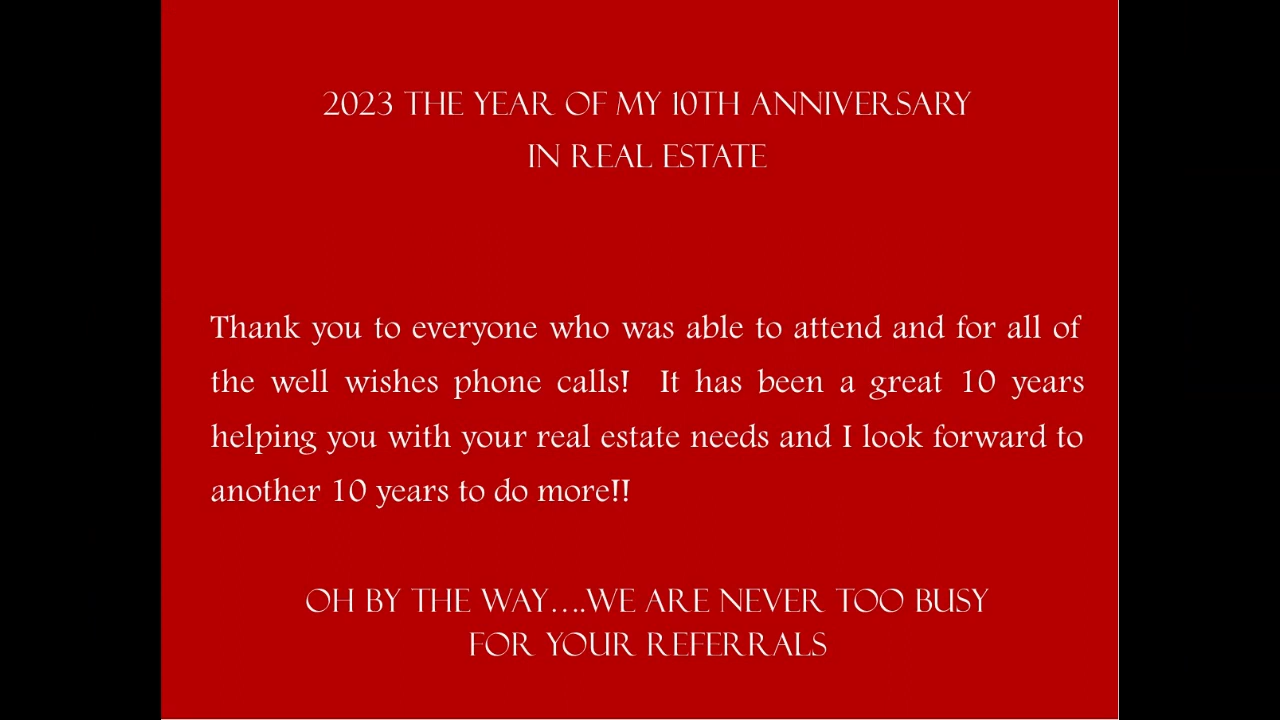 2023 THE YEAR OF MY 10TH ANNIVERSARY
IN REAL ESTATE
Thank you to everyone who was able to attend and for all of
the well wishes phone calls! It has been a great 10 years
helping you with your real estate needs and I look forward to
another 10 years to do more!!
OH BY THE WAY....WE ARE NEVER TOO BUSY
FOR YOUR REFERRALS